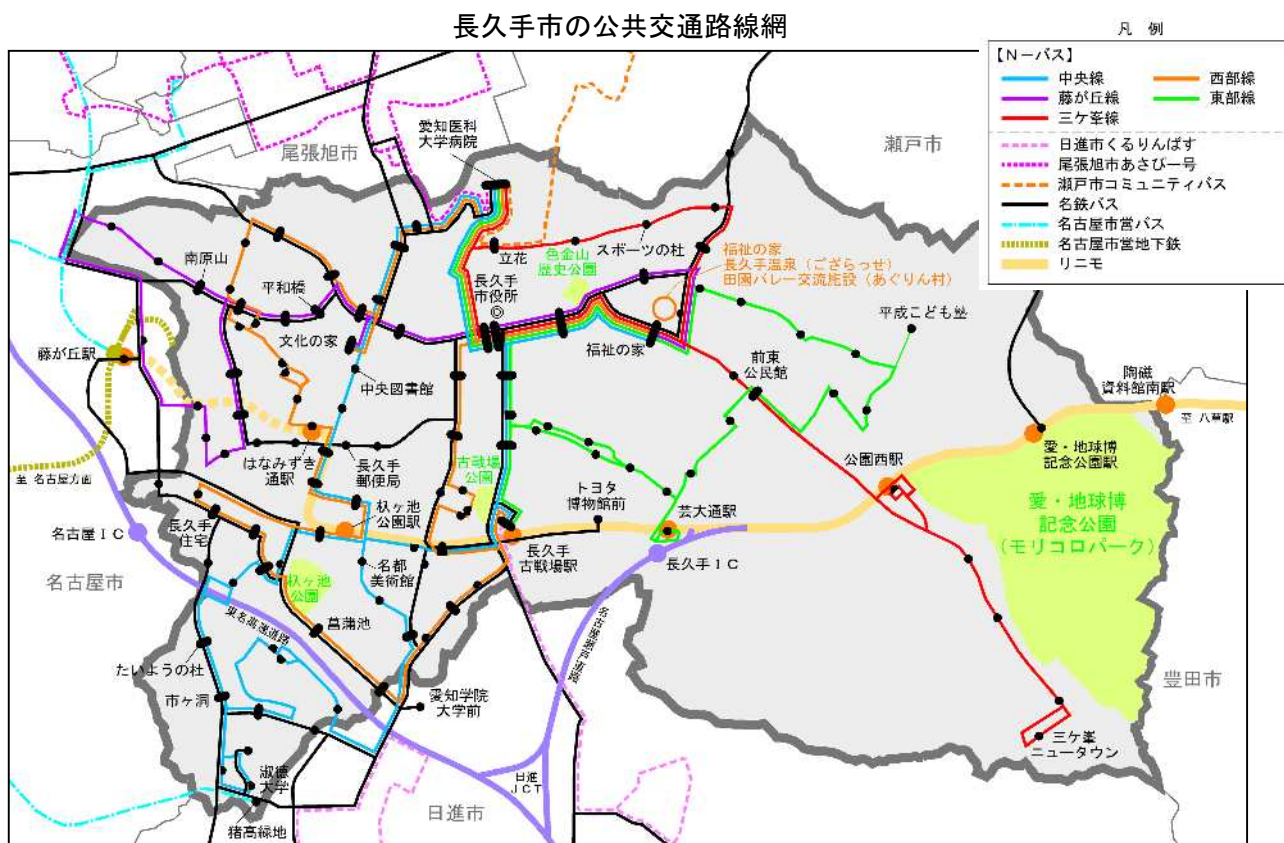 長久手市の公共交通路線網
凡 例
【N-バス】
中央線
西部線
藤が丘線
東部線
三ケ峯線
日進市くるりんばす
尾張旭市あさぴー号
瀬戸市コミュニティバス
名鉄バス
名古屋市営バス
名古屋市営地下鉄
リニモ
愛知医科
大学病院
尾張旭市
瀬戸市
南原山
平和橋
立花
スポーツの杜
色金山
歴史公園
福祉の家
長久手温泉（ござらっせ）
田園バレー交流施設（あぐりん村）
長久手
市役所
◎
文化の家
福祉の家
平成こども塾
藤が丘駅
中央図書館
前東
公民館
陶磁
資料館南駅
至 八草駅
はなみずき
通駅
長久手
郵便局
古戦場
公園
トヨタ
博物館前
芸大通駅
公園西駅
愛・地球博
記念公園駅
至 名古屋方面
名古屋ＩＣ
長久手
住宅
杁ヶ池
公園駅
愛・地球博
記念公園
（モリコロパーク）
名古屋市
杁ヶ池
公園
名都
美術館
長久手
古戦場駅
長久手ＩＣ
東名高速道路
菖蒲池
名古屋瀬戸道路
たいようの杜
市ヶ洞
愛知学院
大学前
豊田市
三ケ峯
ニュータウン
淑徳
大学
日進
ＪＣＴ
日進市
猪高緑地